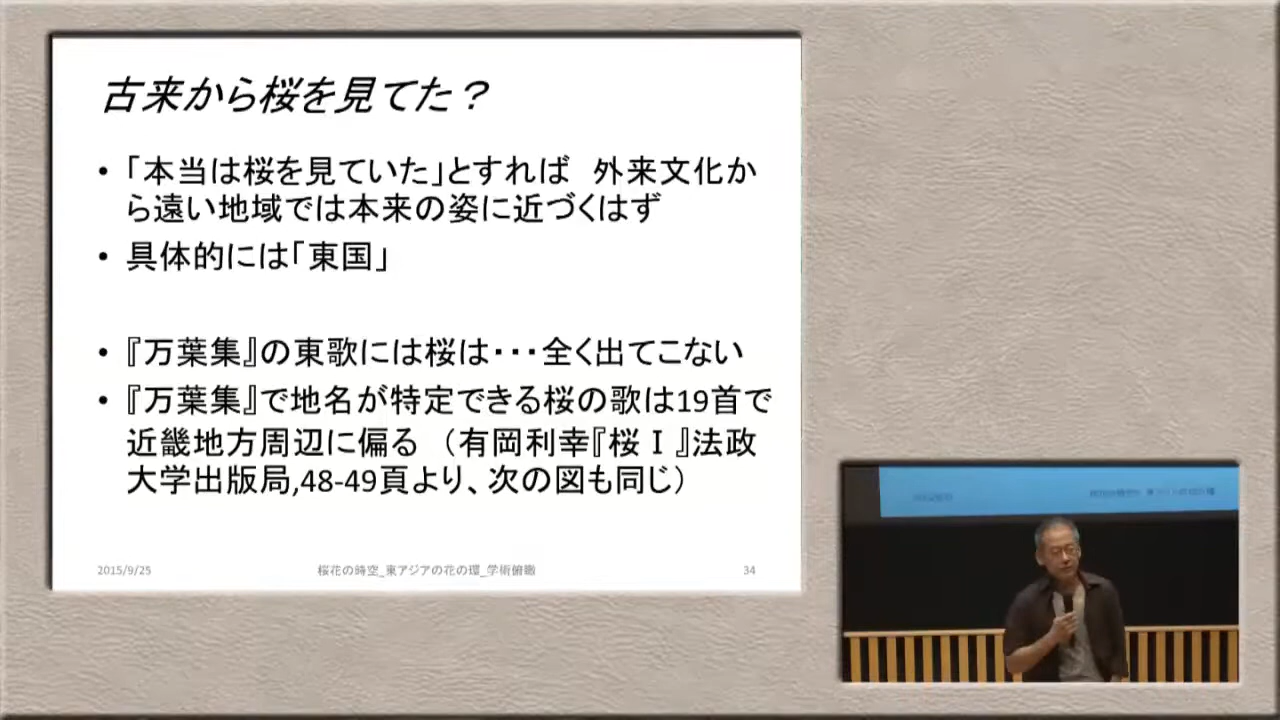 古来から桜を見てた？
• 「本当は桜を見ていた」とすれば　外来文化か
ら遠い地域では本来の姿に近づくはず
• 具体的には「東国」
• 『万葉集』の東歌には桜は・・・全く出てこない
• 『万葉集』で地名が特定できる桜の歌は19首で
近畿地方周辺に偏る　（有岡利幸『桜Ⅰ』法政
大学出版局,48-49頁より、次の図も同じ）
2015/9/25　桜花の時空_東アジアの花の環_学術俯瞰　34